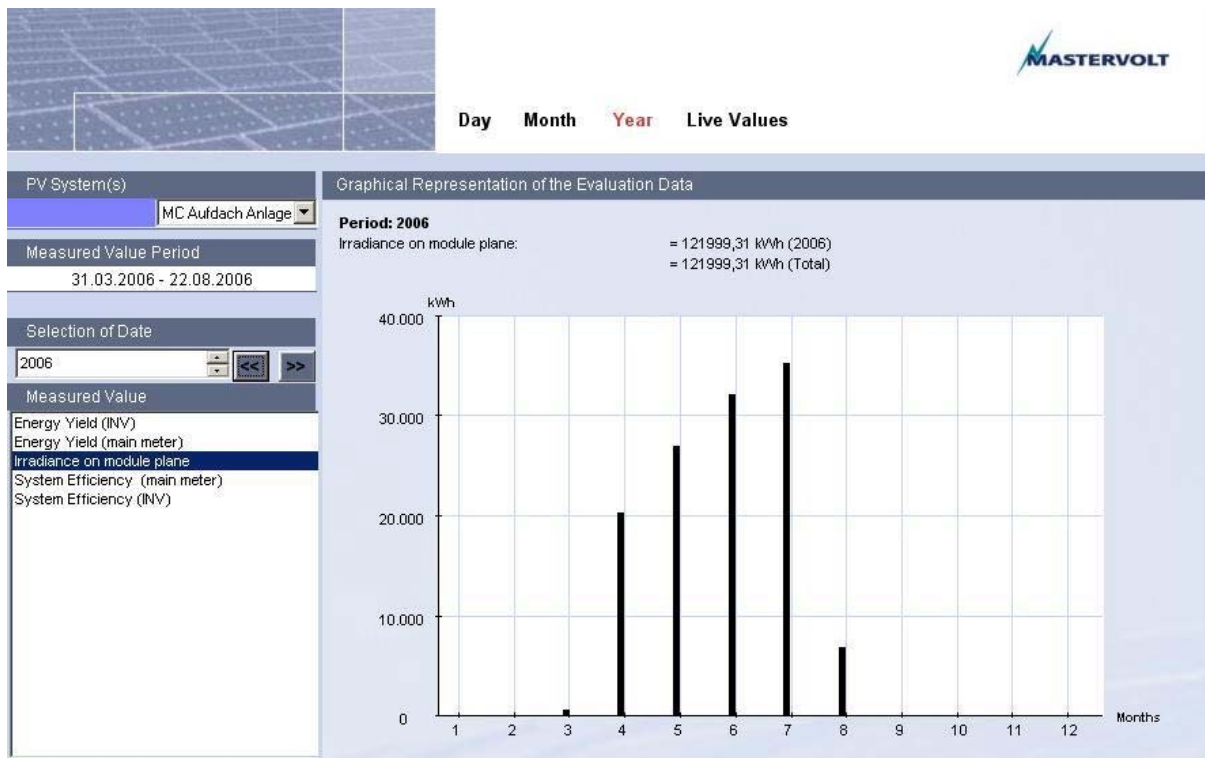 MASTERVOLT
Day Month Year Live Values
PV System(s)
MC Aufdach Anlage
Measured Value Period
31.03.2006 - 22.08.2006
Selection of Date
2006
<< >>
Measured Value
Energy Yield (INV)
Energy Yield (main meter)
Irradiance on module plane
System Efficiency (main meter)
System Efficiency (INV)
Graphical Representation of the Evaluation Data
Period: 2006
Irradiance on module plane: = 121999,31 kWh (2006)
= 121999,31 kWh (Total)
kWh
40.000
30.000
20.000
10.000
0
1 2 3 4 5 6 7 8 9 10 11 12
Months